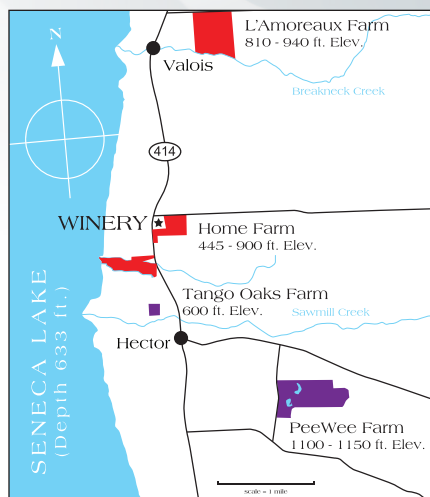 L'Amoreaux Farm
810 - 940 ft. Elev.
Valois
Breakneck Creek
N
414
WINERY
Home Farm
445 - 900 ft. Elev.
Tango Oaks Farm
600 ft. Elev.
Sawmill Creek
Hector
SENECA LAKE
(Depth 633 ft.)
PeeWee Farm
1100 - 1150 ft. Elev.
scale = 1 mile